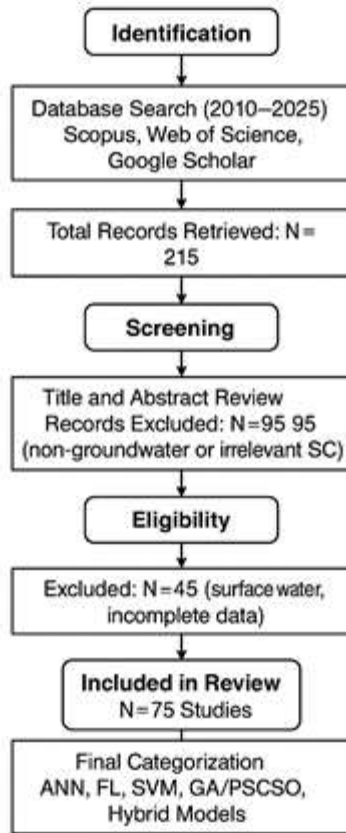 Identification
Database Search (2010–2025)
Scopus, Web of Science,
Google Scholar
Total Records Retrieved: N=
215
Screening
Title and Abstract Review
Records Excluded: N=95 95
(non-groundwater or irrelevant SC)
Eligibility
Excluded: N=45 (surface water,
incomplete data)
Included in Review
N=75 Studies
Final Categorization
ANN, FL, SVM, GA/PSCSO,
Hybrid Models